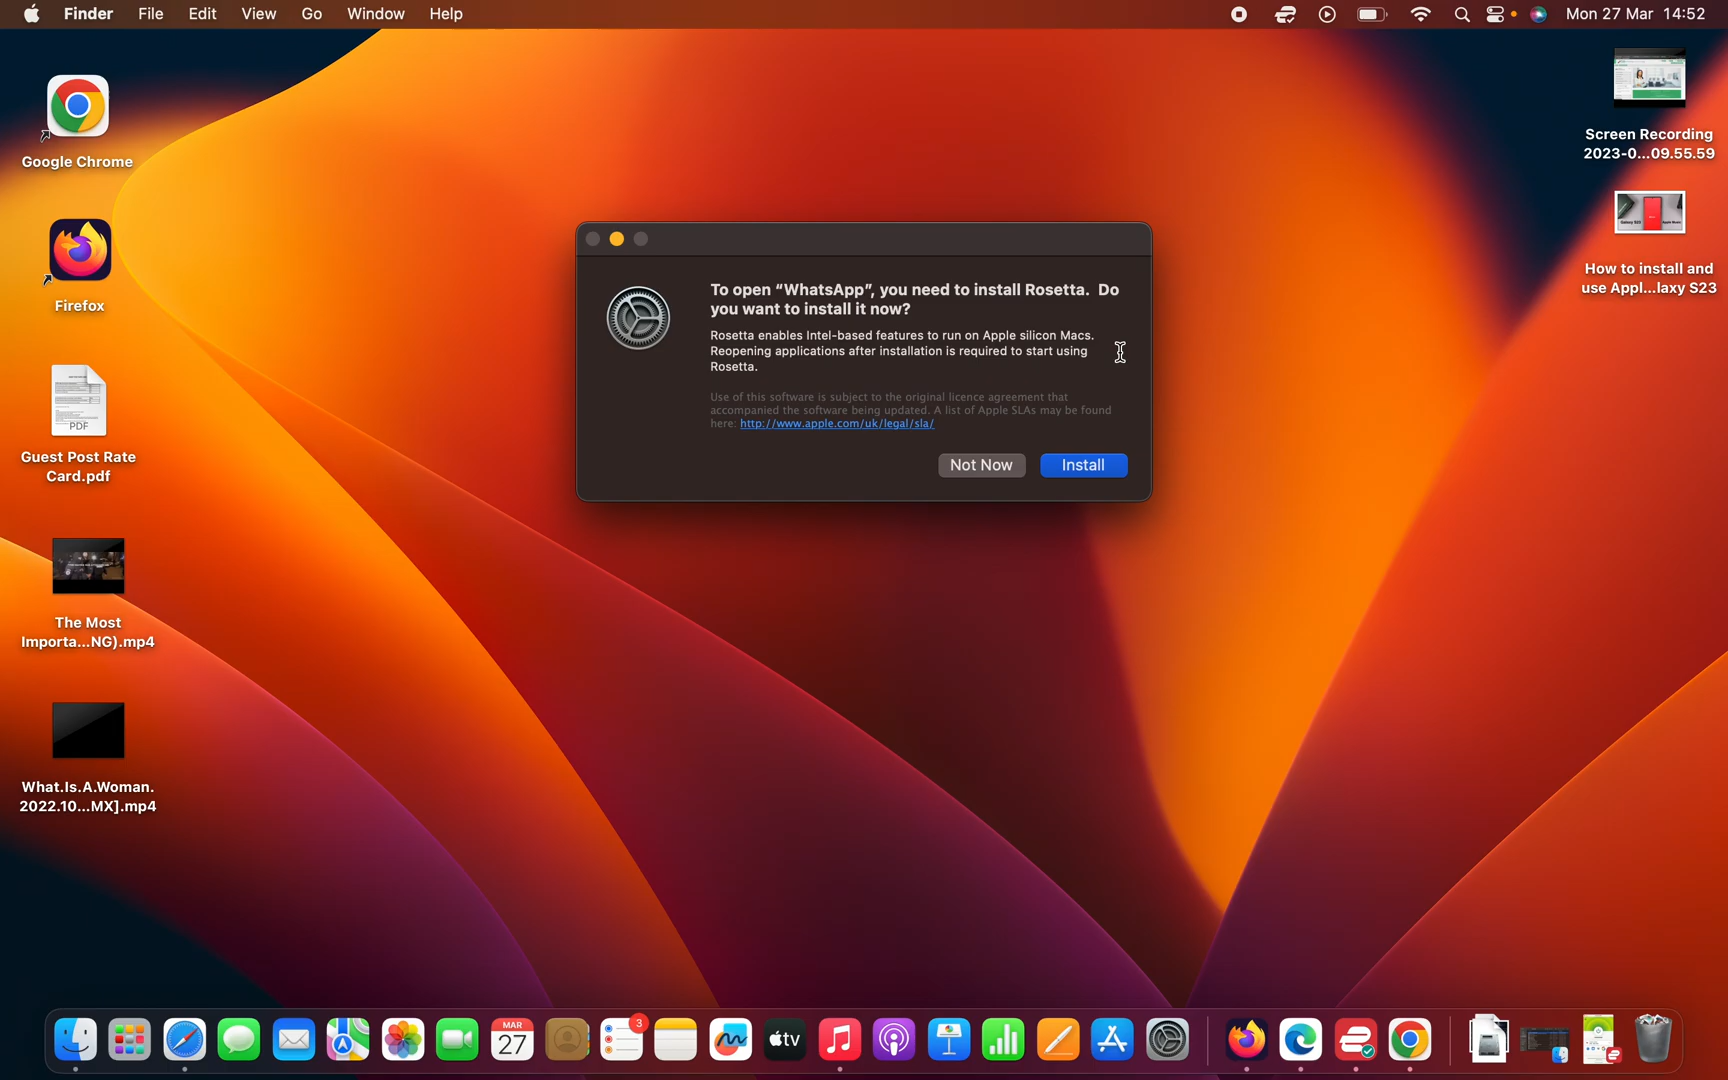 Finder File Edit View Go Window Help Mon 27 Mar 14:52
Google Chrome
Firefox
PDF
Guest Post Rate
Card.pdf
The Most
Importa...NG).mp4
What.Is.A.Woman.
2022.10...MX].mp4
To open “WhatsApp”, you need to install Rosetta. Do
you want to install it now?
Rosetta enables Intel-based features to run on Apple silicon Macs.
Reopening applications after installation is required to start using
Rosetta.
Use of this software is subject to the original licence agreement that
accompanied the software being updated. A list of Apple SLAs may be found
here: http://www.apple.com/uk/legal/sla/
Not Now Install
Screen Recording
2023-0...09.55.59
How to install and
use Appl...laxy S23
MAR
27
3
tv